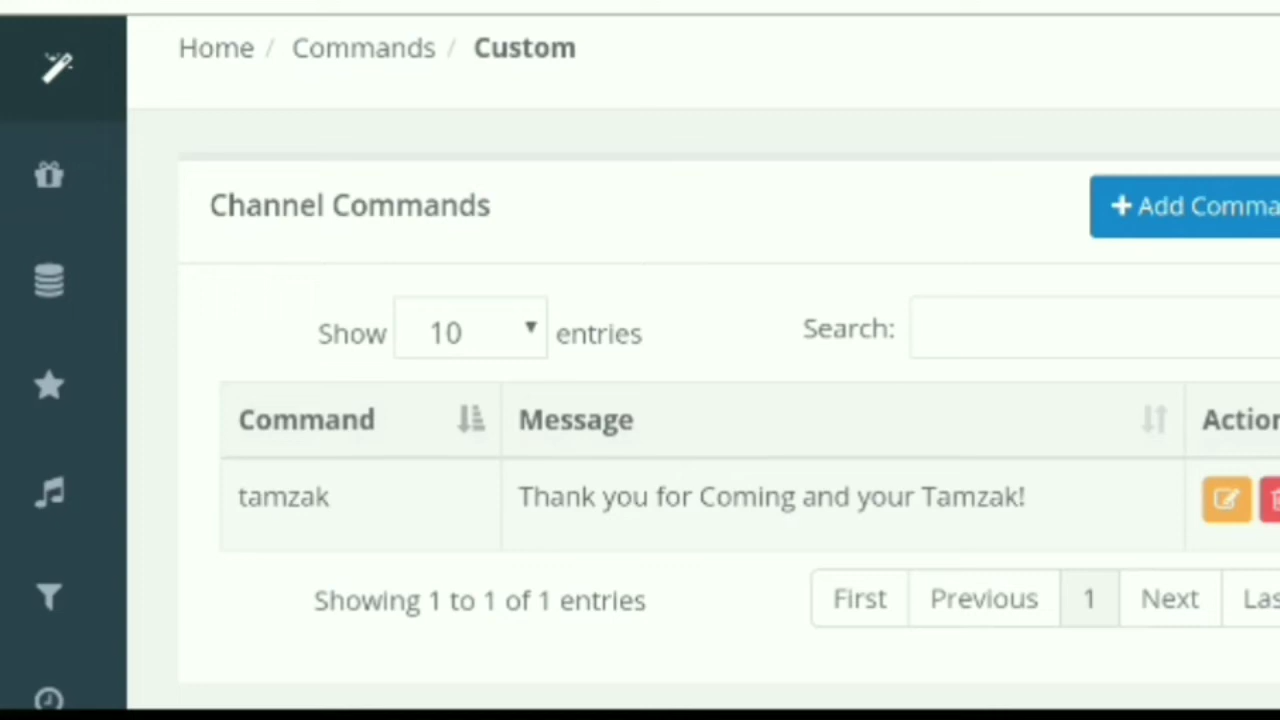 Home / Commands / Custom
Channel Commands
+ Add Comma
Show 10 entries
Search:
Command Message Action
tamzak Thank you for Coming and your Tamzak!
Showing 1 to 1 of 1 entries
First Previous 1 Next Las